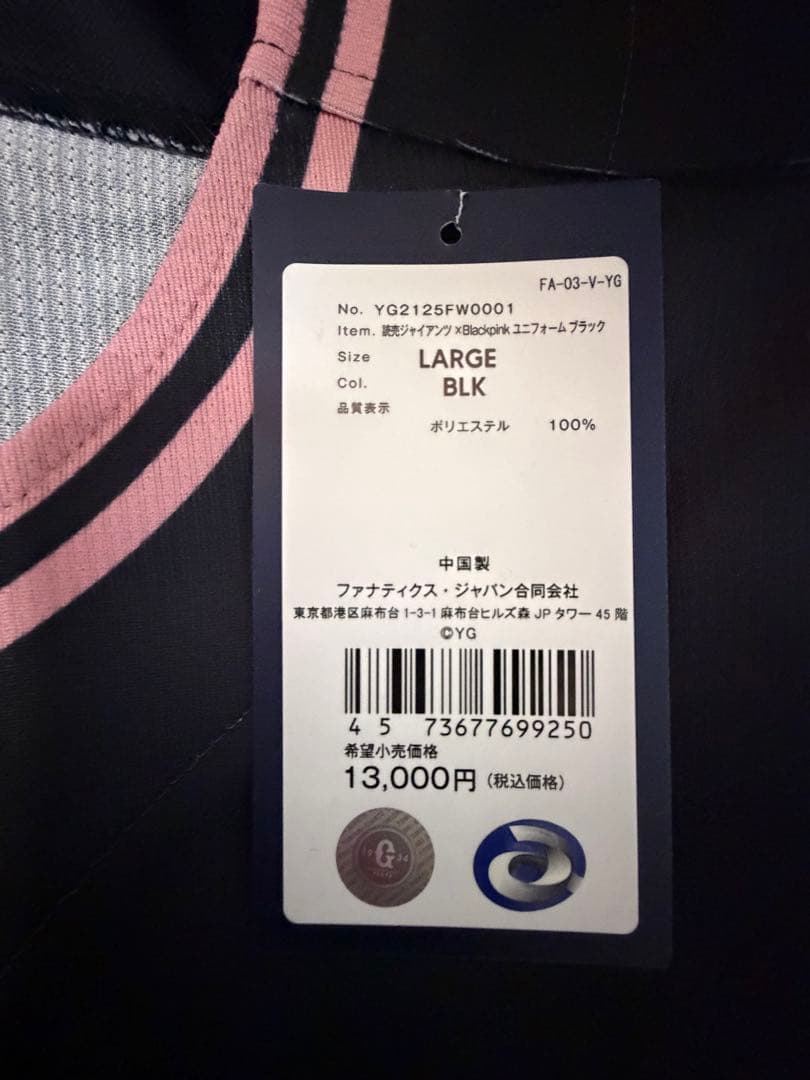 FA-03-V-YG
No. YG2125FW0001
Item. 読売ジャイアンツ×Blackpink ユニフォーム ブラック
Size LARGE
Col. BLK
品質表示
ポリエステル 100%
中国製
ファナティクス・ジャパン合同会社
東京都港区麻布台1-3-1麻布台ヒルズ森JPタワー45階
©YG
45 73677699250
希望小売価格
13,000円(税込価格)
19 G 34